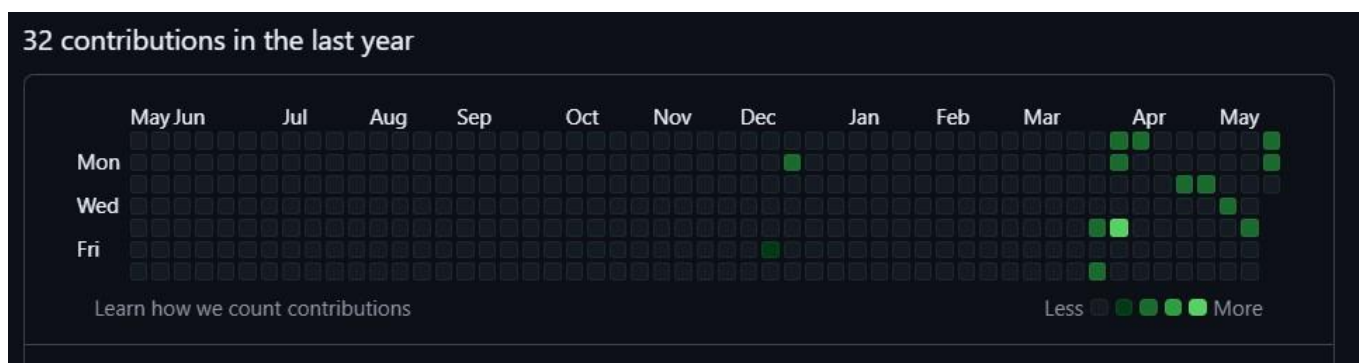 32 contributions in the last year
May Jun Jul Aug Sep Oct Nov Dec Jan Feb Mar Apr May
Mon
Wed
Fri
Learn how we count contributions
Less More